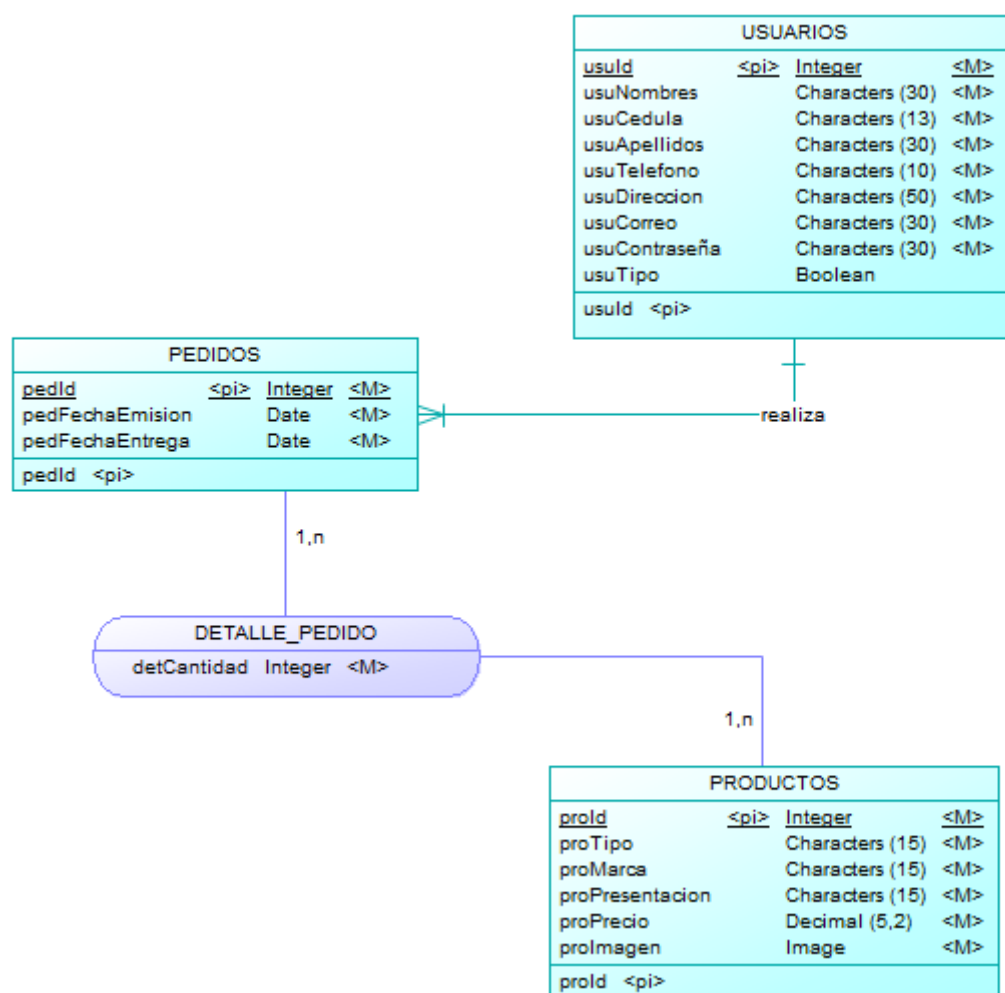 USUARIOS
usuId <pi> Integer <M>
usuNombres Characters (30) <M>
usuCedula Characters (13) <M>
usuApellidos Characters (30) <M>
usuTelefono Characters (10) <M>
usuDireccion Characters (50) <M>
usuCorreo Characters (30) <M>
usuContraseña Characters (30) <M>
usuTipo Boolean
usuId <pi>
PEDIDOS
pedId <pi> Integer <M>
pedFechaEmision Date <M>
pedFechaEntrega Date <M>
pedId <pi>
realiza
1,n
DETALLE_PEDIDO
detCantidad Integer <M>
1,n
PRODUCTOS
proId <pi> Integer <M>
proTipo Characters (15) <M>
proMarca Characters (15) <M>
proPresentacion Characters (15) <M>
proPrecio Decimal (5,2) <M>
proImagen Image <M>
proId <pi>